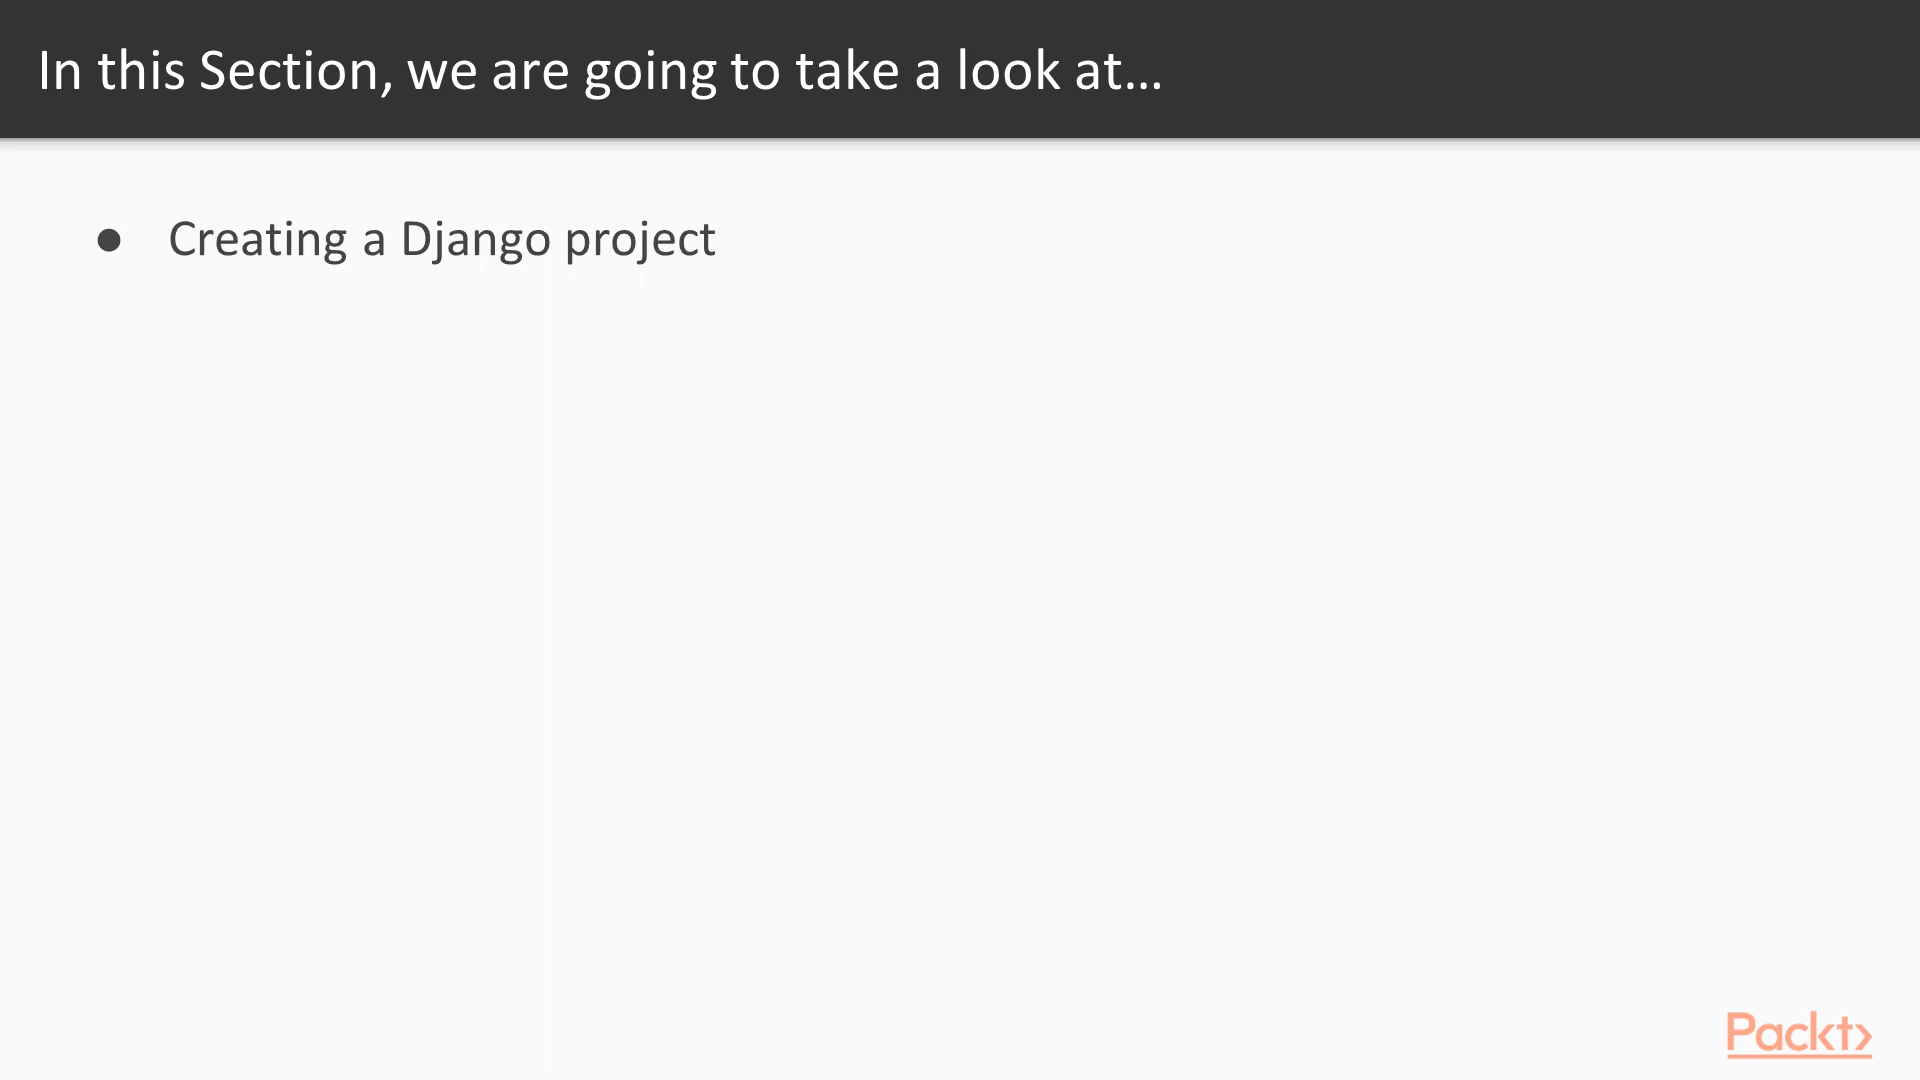 In this Section, we are going to take a look at...
● Creating a Django project
Packt>